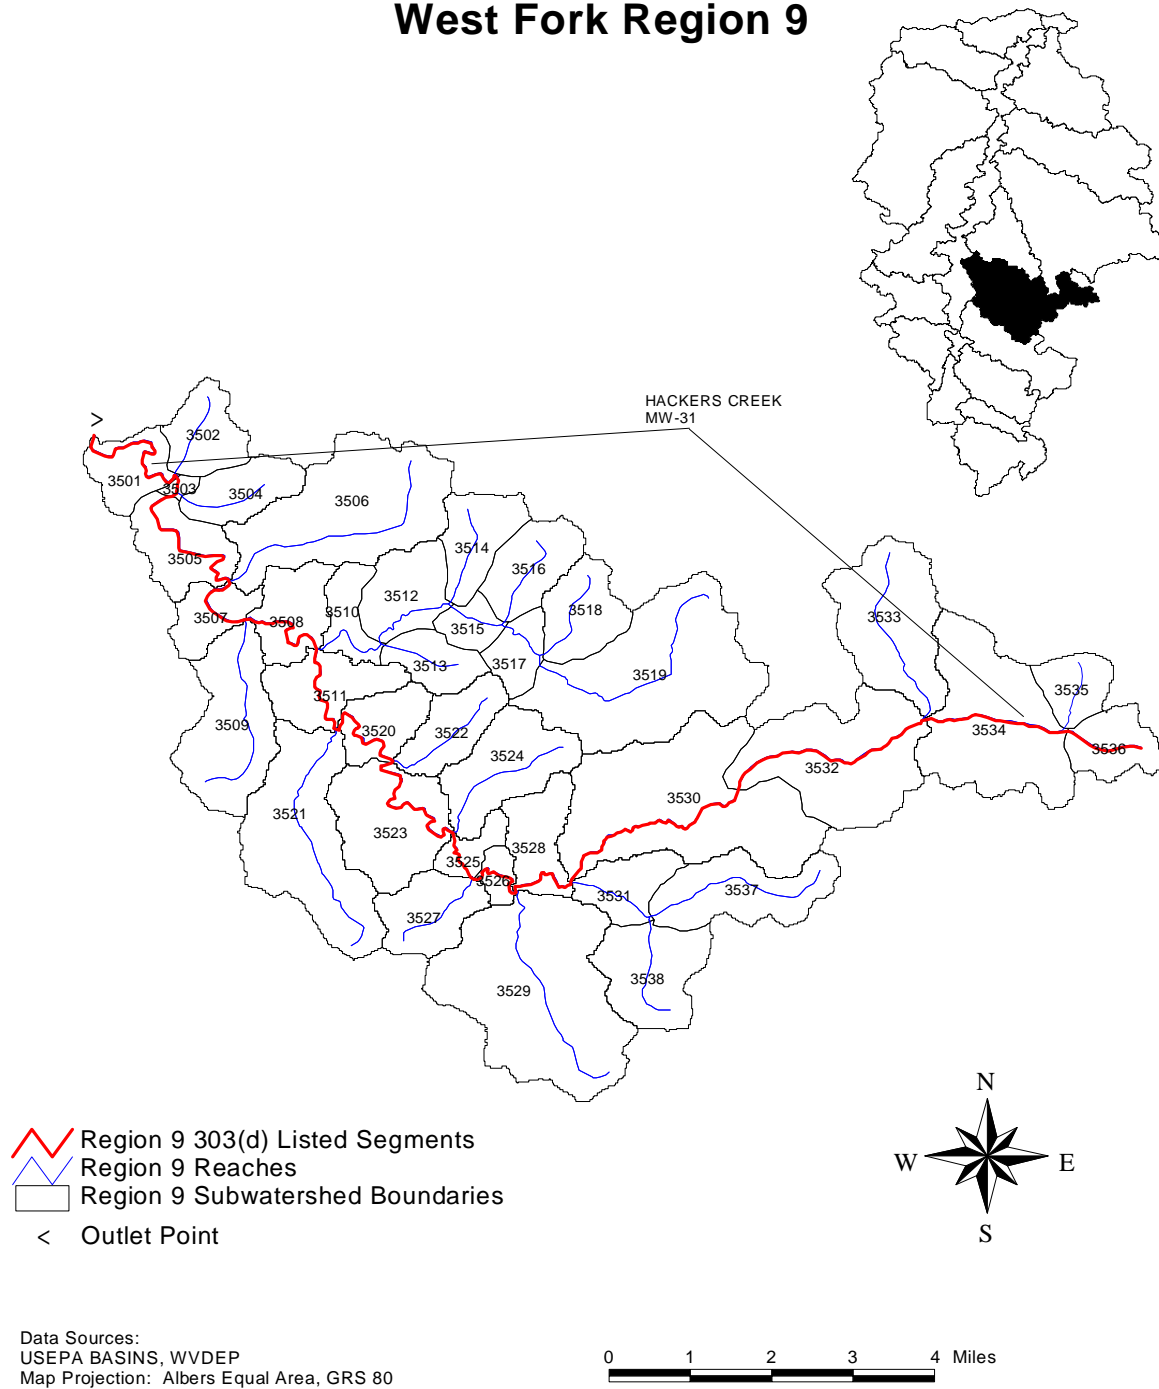 West Fork Region 9
HACKERS CREEK
MW-31
>
3502
3501
3503
3504
3506
3505
3514
3516
3512
3518
3507
3508
3510
3533
3515
3513
3517
3519
3535
3511
3509
3520
3522
3534
3536
3524
3532
3530
3521
3523
3528
3525
3526
3531
3537
3527
3529
3538
N
W
E
S
Region 9 303(d) Listed Segments
Region 9 Reaches
Region 9 Subwatershed Boundaries
< Outlet Point
Data Sources:
USEPA BASINS, WVDEP
Map Projection: Albers Equal Area, GRS 80
0 1 2 3 4 Miles